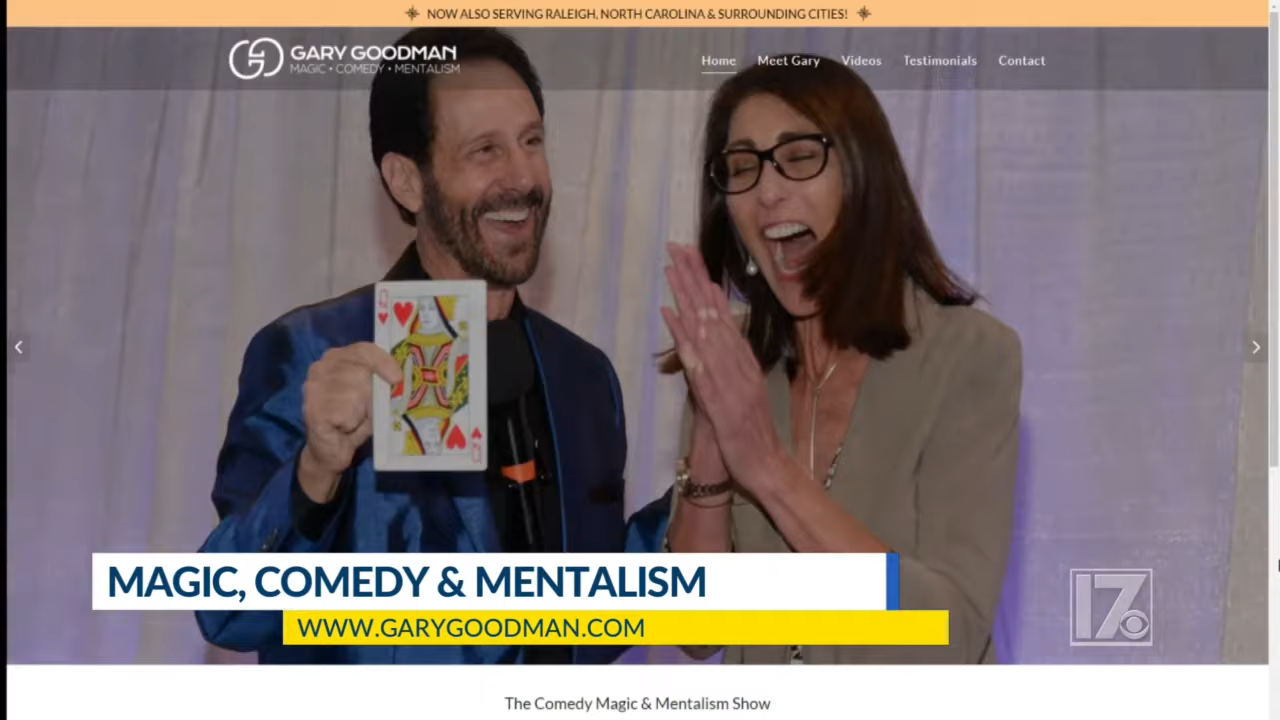 NOW ALSO SERVING RALEIGH, NORTH CAROLINA & SURROUNDING CITIES!
GARY GOODMAN
MAGIC • COMEDY • MENTALISM
Home Meet Gary Videos Testimonials Contact
Q
Q
MAGIC, COMEDY & MENTALISM
WWW.GARYGOODMAN.COM
17
The Comedy Magic & Mentalism Show